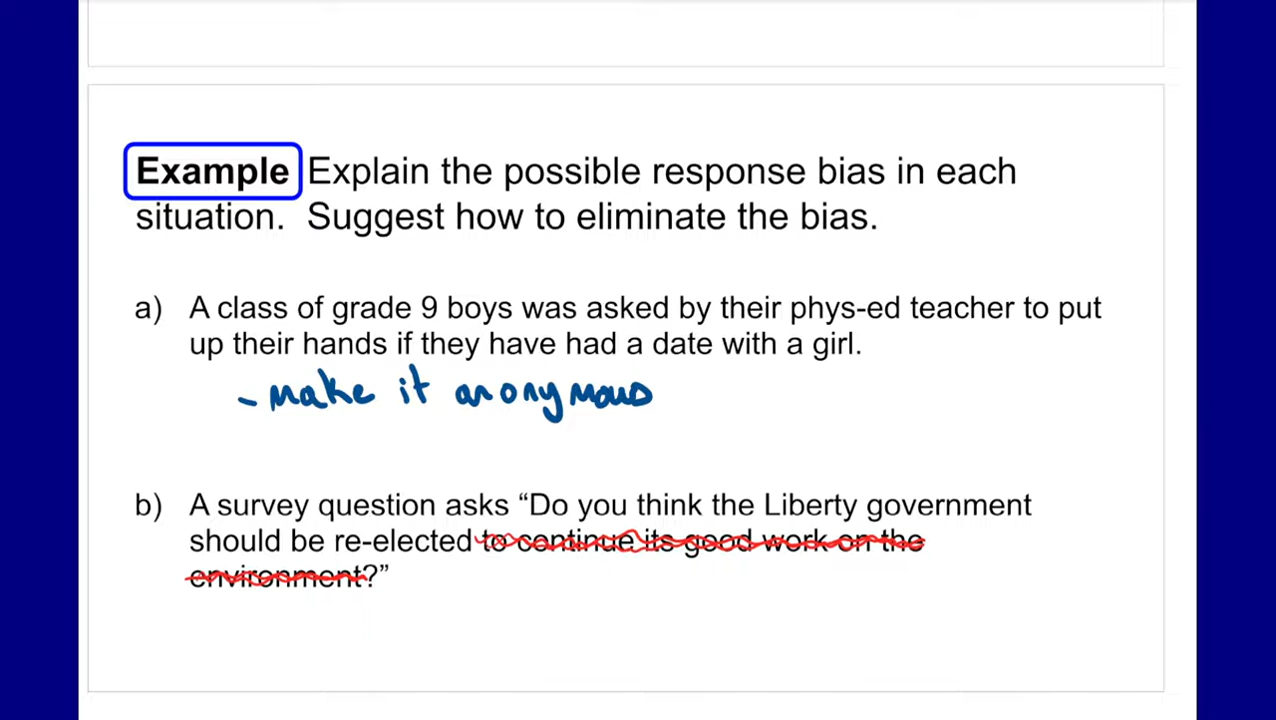 Example Explain the possible response bias in each
situation. Suggest how to eliminate the bias.
a) A class of grade 9 boys was asked by their phys-ed teacher to put
up their hands if they have had a date with a girl.
- make it anonymous
b) A survey question asks “Do you think the Liberty government
should be re-elected to continue its good work on the
environment?”